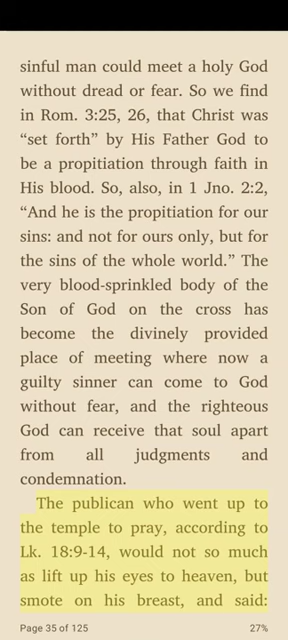 sinful man could meet a holy God
without dread or fear. So we find
in Rom. 3:25, 26, that Christ was
“set forth” by His Father God to
be a propitiation through faith in
His blood. So, also, in 1 Jno. 2:2,
“And he is the propitiation for our
sins: and not for ours only, but for
the sins of the whole world.” The
very blood-sprinkled body of the
Son of God on the cross has
become the divinely provided
place of meeting where now a
guilty sinner can come to God
without fear, and the righteous
God can receive that soul apart
from all judgments and
condemnation.
The publican who went up to
the temple to pray, according to
Lk. 18:9-14, would not so much
as lift up his eyes to heaven, but
smote on his breast, and said:
Page 35 of 125 27%